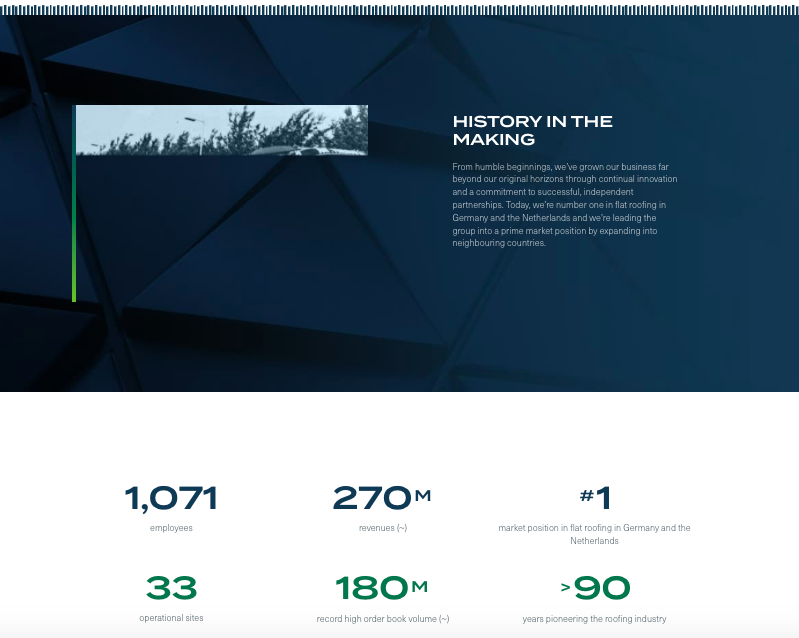 HISTORY IN THE
MAKING
From humble beginnings, we've grown our business far
beyond our original horizons through continual innovation
and a commitment to successful, independent
partnerships. Today, we're number one in flat roofing in
Germany and the Netherlands and we're leading the
group into a prime market position by expanding into
neighbouring countries.
1,071
employees
270M
revenues (~)
#1
market position in flat roofing in Germany and the
Netherlands
33
operational sites
180M
record high order book volume (~)
>90
years pioneering the roofing industry